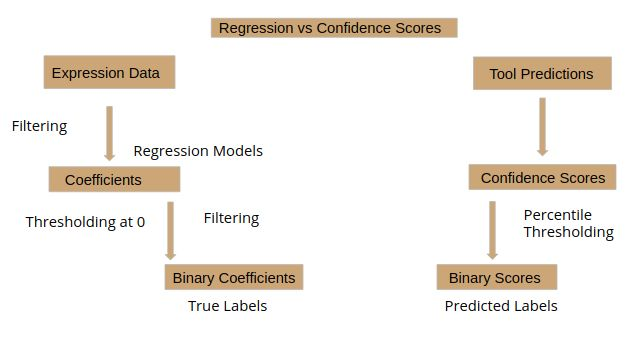 Regression vs Confidence Scores
Expression Data
Tool Predictions
Filtering
Regression Models
Coefficients
Confidence Scores
Thresholding at 0
Filtering
Percentile
Thresholding
Binary Coefficients
Binary Scores
True Labels
Predicted Labels